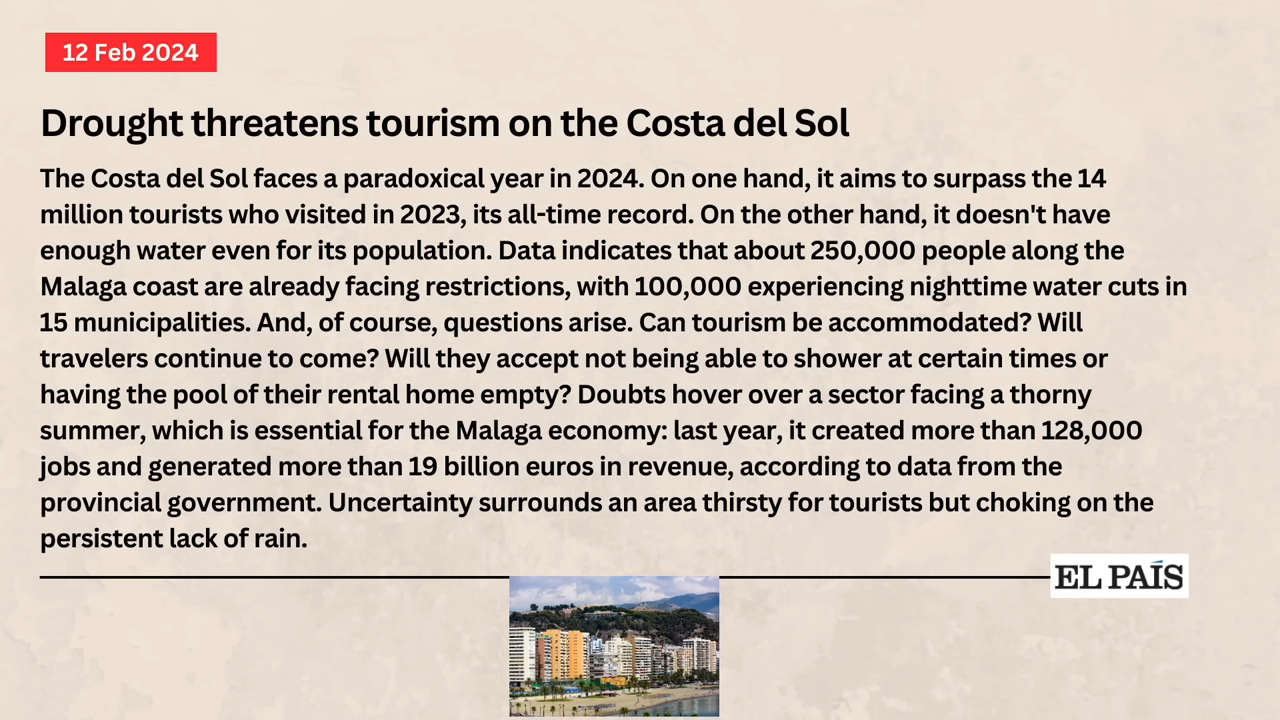 12 Feb 2024
Drought threatens tourism on the Costa del Sol
The Costa del Sol faces a paradoxical year in 2024. On one hand, it aims to surpass the 14
million tourists who visited in 2023, its all-time record. On the other hand, it doesn't have
enough water even for its population. Data indicates that about 250,000 people along the
Malaga coast are already facing restrictions, with 100,000 experiencing nighttime water cuts in
15 municipalities. And, of course, questions arise. Can tourism be accommodated? Will
travelers continue to come? Will they accept not being able to shower at certain times or
having the pool of their rental home empty? Doubts hover over a sector facing a thorny
summer, which is essential for the Malaga economy: last year, it created more than 128,000
jobs and generated more than 19 billion euros in revenue, according to data from the
provincial government. Uncertainty surrounds an area thirsty for tourists but choking on the
persistent lack of rain.
EL PAÍS